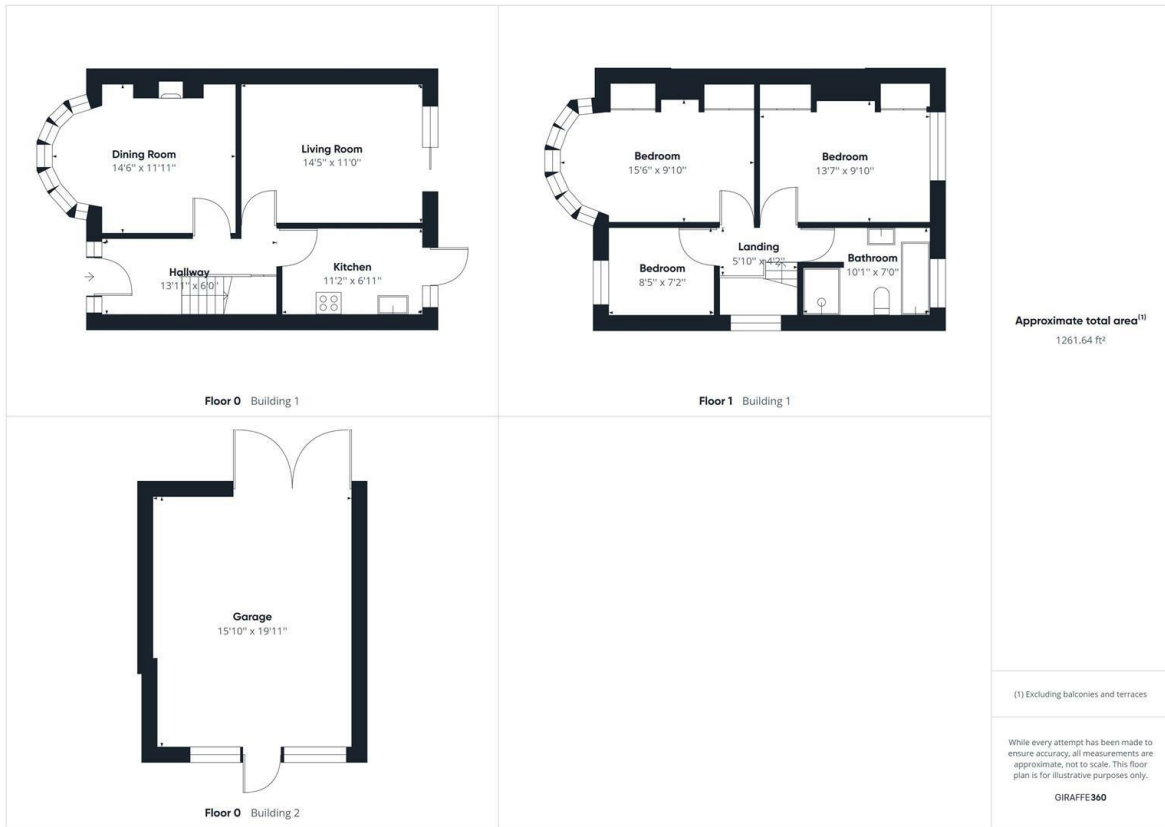 Dining Room
14'6" x 11'11"
Living Room
14'5" x 11'0"
Hallway
13'11" x 6'0"
Kitchen
11'2" x 6'11"
Floor 0 Building 1
Bedroom
15'6" x 9'10"
Bedroom
13'7" x 9'10"
Bedroom
8'5" x 7'2"
Landing
5'10" x 4'2"
Bathroom
10'1" x 7'0"
Floor 1 Building 1
Garage
15'10" x 19'11"
Floor 0 Building 2
Approximate total area(1)
1261.64 ft²
(1) Excluding balconies and terraces
While every attempt has been made to
ensure accuracy, all measurements are
approximate, not to scale. This floor
plan is for illustrative purposes only.
GIRAFFE360